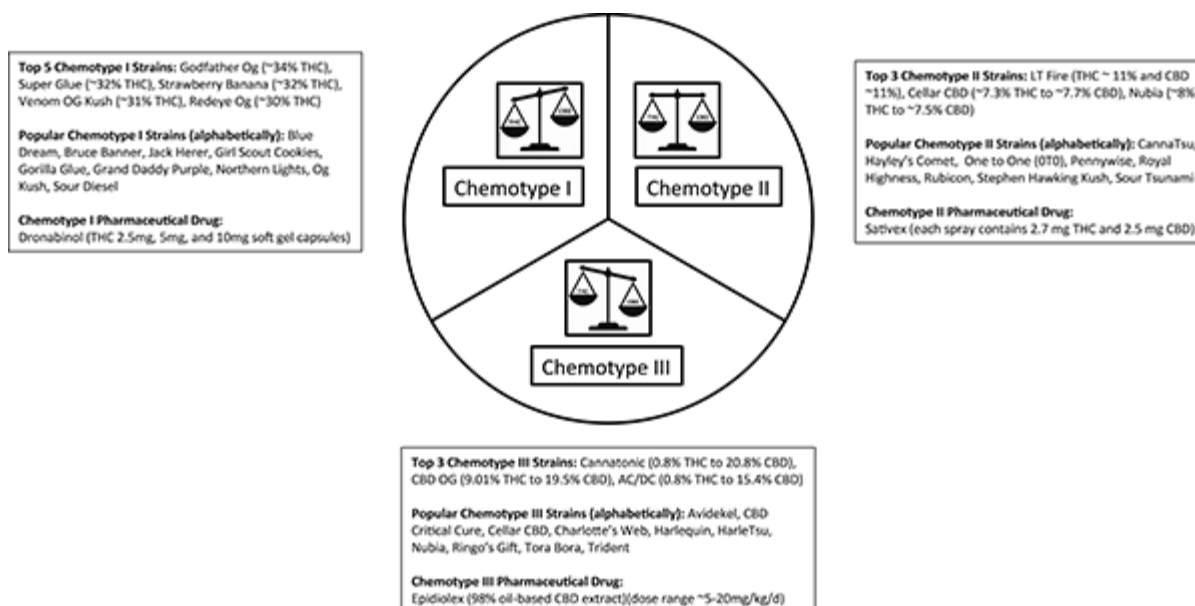 Top 5 Chemotype I Strains: Godfather Og (~34% THC),
Super Glue (~32% THC), Strawberry Banana (~32% THC),
Venom OG Kush (~31% THC), Redeye Og (~30% THC)
Popular Chemotype I Strains (alphabetically): Blue
Dream, Bruce Banner, Jack Herer, Girl Scout Cookies,
Gorilla Glue, Grand Daddy Purple, Northern Lights, Og
Kush, Sour Diesel
Chemotype I Pharmaceutical Drug:
Dronabinol (THC 2.5mg, 5mg, and 10mg soft gel capsules)
THC
CBD
Chemotype I
THC
CBD
Chemotype II
Top 3 Chemotype II Strains: LT Fire (THC ~ 11% and CBD
~11%), Cellar CBD (~7.3% THC to ~7.7% CBD), Nubia (~8%
THC to ~7.5% CBD)
Popular Chemotype II Strains (alphabetically): CannaTsu,
Hayley's Comet, One to One (0T0), Pennywise, Royal
Highness, Rubicon, Stephen Hawking Kush, Sour Tsunami
Chemotype II Pharmaceutical Drug:
Sativex (each spray contains 2.7 mg THC and 2.5 mg CBD)
THC
CBD
Chemotype III
Top 3 Chemotype III Strains: Cannatonic (0.8% THC to 20.8% CBD),
CBD OG (9.01% THC to 19.5% CBD), AC/DC (0.8% THC to 15.4% CBD)
Popular Chemotype III Strains (alphabetically): Avidekel, CBD
Critical Cure, Cellar CBD, Charlotte's Web, Harlequin, HarleTsu,
Nubia, Ringo's Gift, Tora Bora, Trident
Chemotype III Pharmaceutical Drug:
Epidiolex (98% oil-based CBD extract)(dose range ~5-20mg/kg/d)